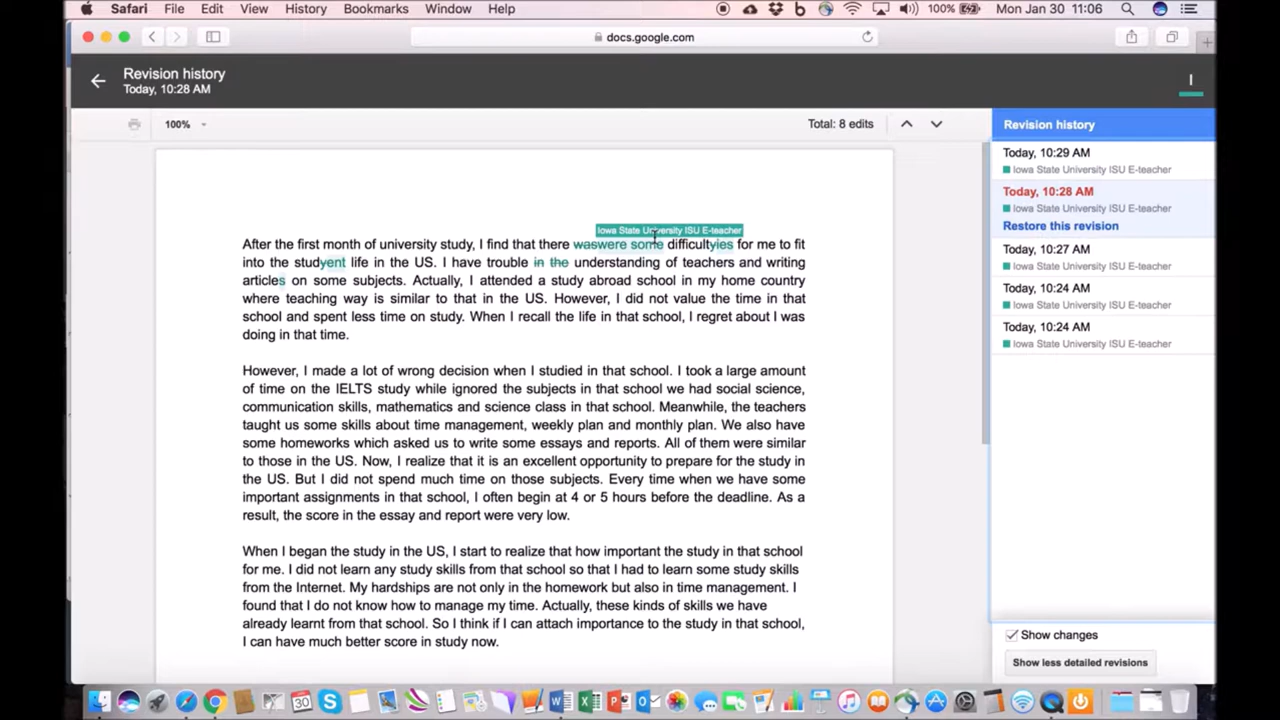 Safari File Edit View History Bookmarks Window Help 100% Mon Jan 30 11:06
docs.google.com
Revision history
Today, 10:28 AM
I
100% Total: 8 edits
Iowa State University ISU E-teacher
After the first month of university study, I find that there waswere some difficultyies for me to fit
into the studyent life in the US. I have trouble in the understanding of teachers and writing
articles on some subjects. Actually, I attended a study abroad school in my home country
where teaching way is similar to that in the US. However, I did not value the time in that
school and spent less time on study. When I recall the life in that school, I regret about I was
doing in that time.
However, I made a lot of wrong decision when I studied in that school. I took a large amount
of time on the IELTS study while ignored the subjects in that school we had social science,
communication skills, mathematics and science class in that school. Meanwhile, the teachers
taught us some skills about time management, weekly plan and monthly plan. We also have
some homeworks which asked us to write some essays and reports. All of them were similar
to those in the US. Now, I realize that it is an excellent opportunity to prepare for the study in
the US. But I did not spend much time on those subjects. Every time when we have some
important assignments in that school, I often begin at 4 or 5 hours before the deadline. As a
result, the score in the essay and report were very low.
When I began the study in the US, I start to realize that how important the study in that school
for me. I did not learn any study skills from that school so that I had to learn some study skills
from the Internet. My hardships are not only in the homework but also in time management. I
found that I do not know how to manage my time. Actually, these kinds of skills we have
already learnt from that school. So I think if I can attach importance to the study in that school,
I can have much better score in study now.
Revision history
Today, 10:29 AM
Iowa State University ISU E-teacher
Today, 10:28 AM
Iowa State University ISU E-teacher
Restore this revision
Today, 10:27 AM
Iowa State University ISU E-teacher
Today, 10:24 AM
Iowa State University ISU E-teacher
Today, 10:24 AM
Iowa State University ISU E-teacher
Show changes
Show less detailed revisions